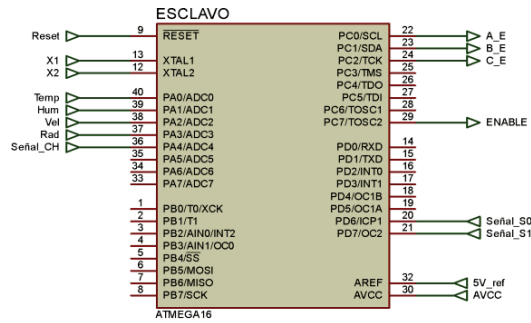 ESCLAVO
Reset 9 RESET
X1 13 XTAL1
X2 12 XTAL2
Temp 40 PA0/ADC0
Hum 39 PA1/ADC1
Vel 38 PA2/ADC2
Rad 37 PA3/ADC3
Señal_CH 36 PA4/ADC4
35 PA5/ADC5
34 PA6/ADC6
33 PA7/ADC7
1 PB0/T0/XCK
2 PB1/T1
3 PB2/AIN0/INT2
4 PB3/AIN1/OC0
5 PB4/SS
6 PB5/MOSI
7 PB6/MISO
8 PB7/SCK
PC0/SCL 22 A_E
PC1/SDA 23 B_E
PC2/TCK 24 C_E
PC3/TMS 25
PC4/TDO 26
PC5/TDI 27
PC6/TOSC1 28
PC7/TOSC2 29 ENABLE
PD0/RXD 14
PD1/TXD 15
PD2/INT0 16
PD3/INT1 17
PD4/OC1B 18
PD5/OC1A 19
PD6/ICP1 20 Señal_S0
PD7/OC2 21 Señal_S1
AREF 32 5V_ref
AVCC 30 AVCC
ATMEGA16